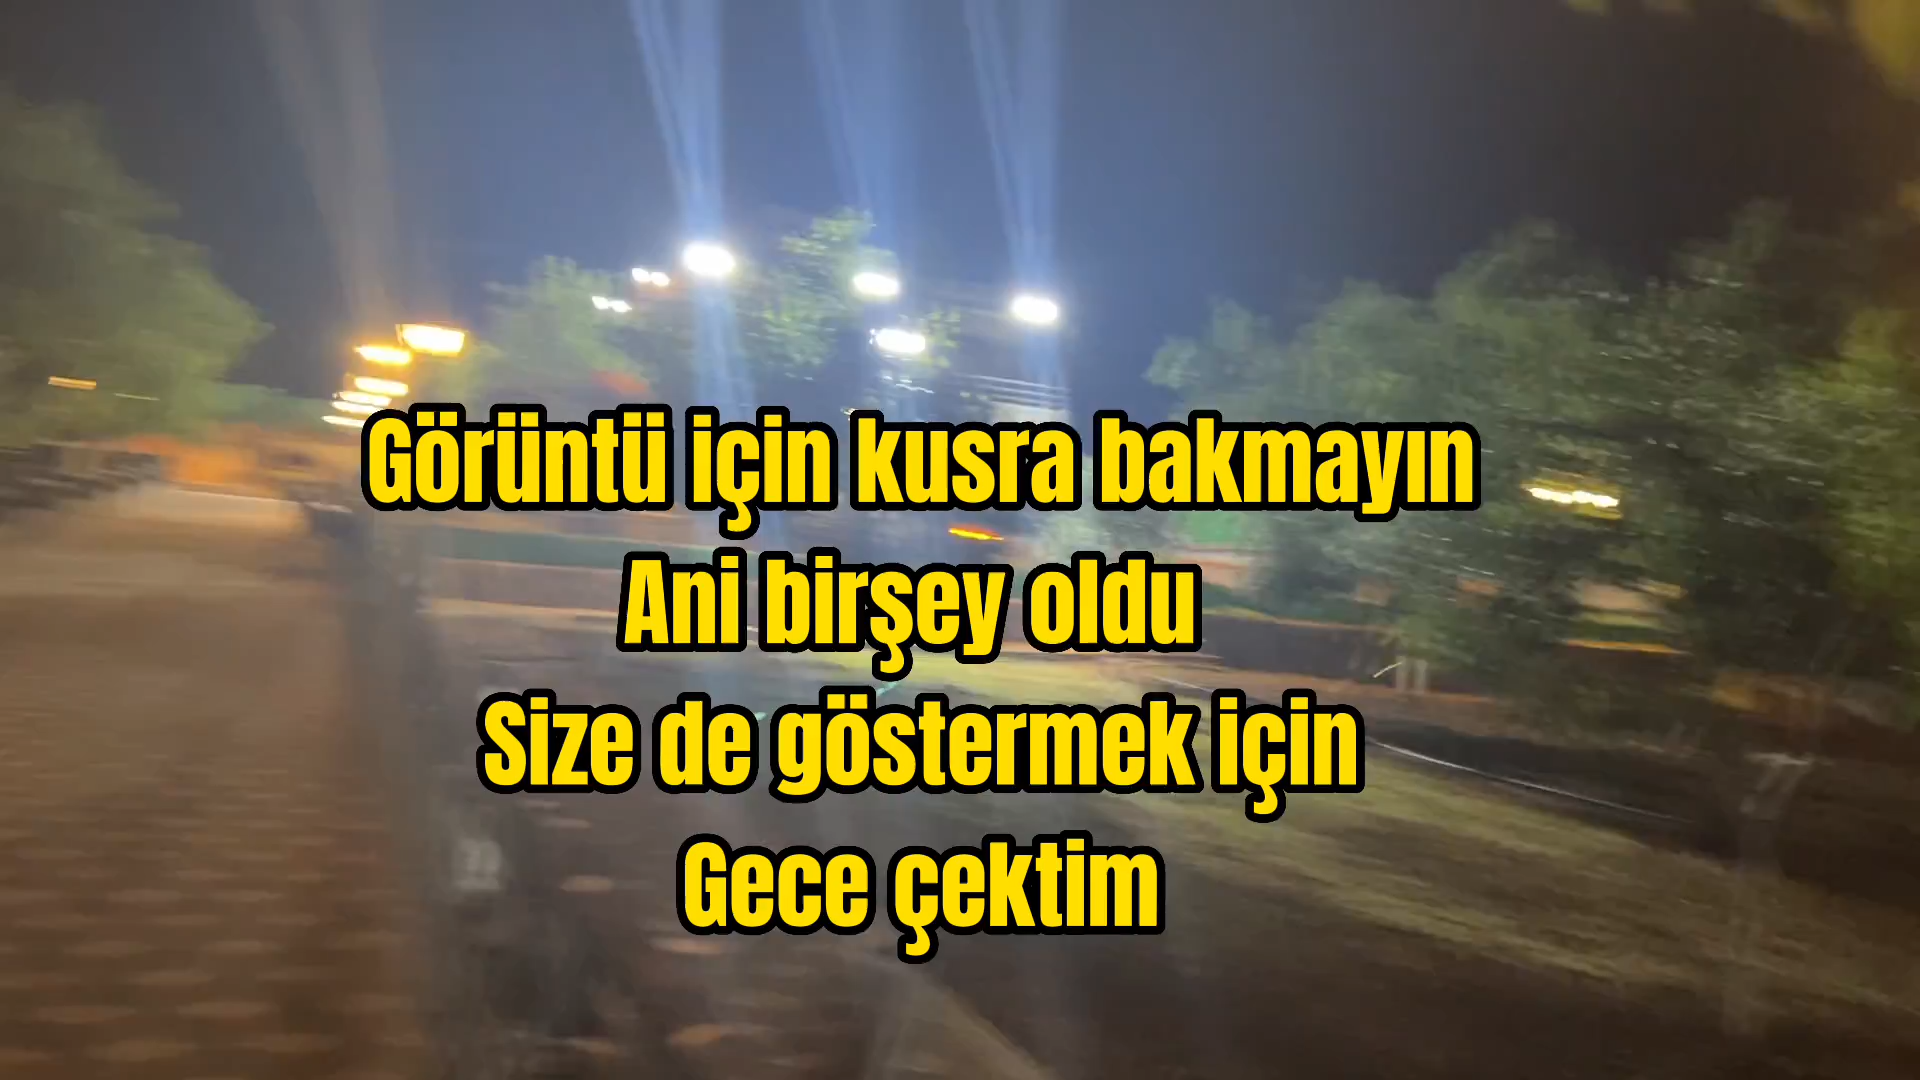 Görüntü için kusra bakmayın
Ani birşey oldu
Size de göstermek için
Gece çektim